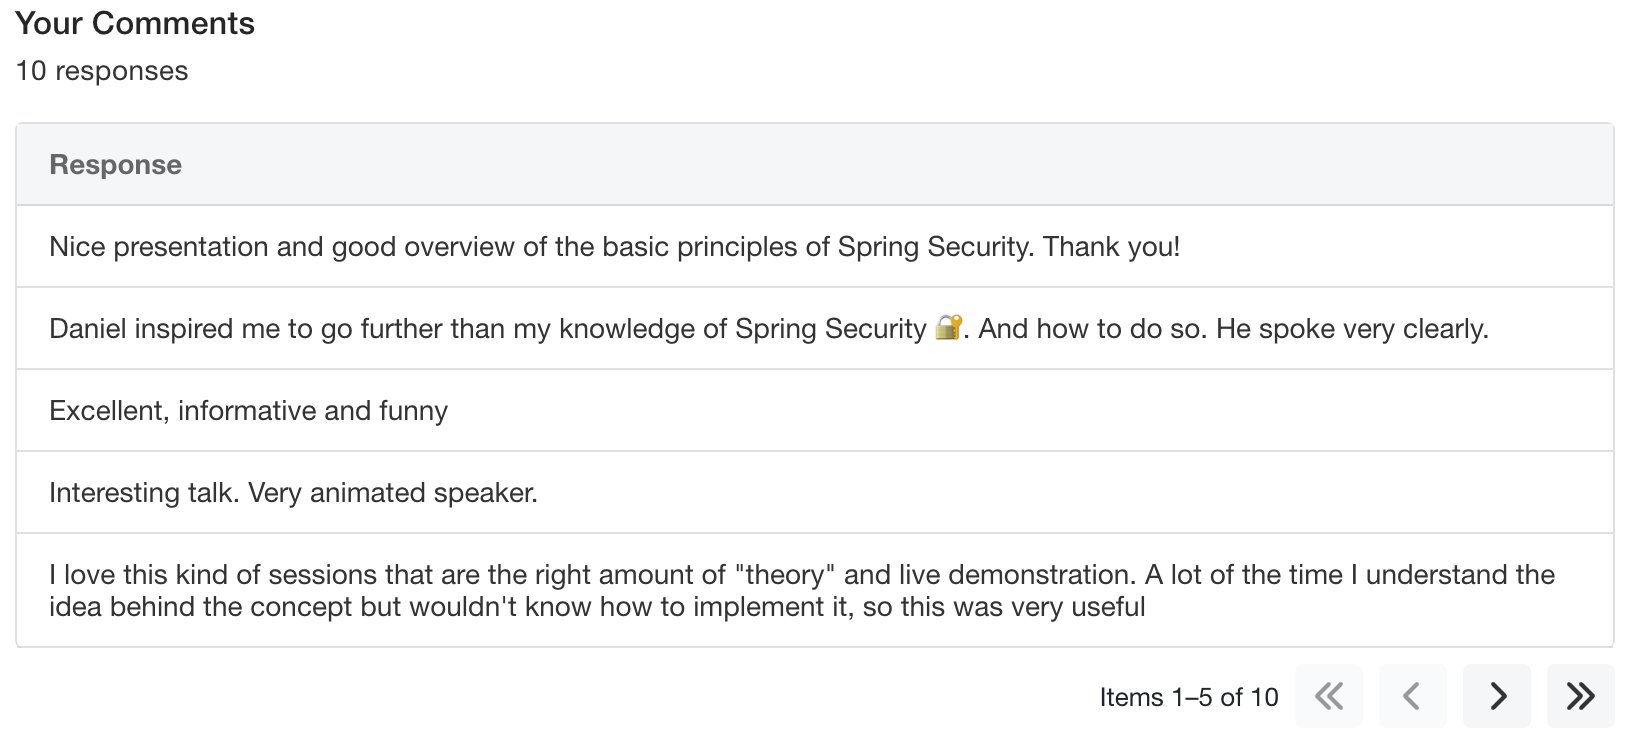 Your Comments
10 responses
Response
Nice presentation and good overview of the basic principles of Spring Security. Thank you!
Daniel inspired me to go further than my knowledge of Spring Security 🔐. And how to do so. He spoke very clearly.
Excellent, informative and funny
Interesting talk. Very animated speaker.
I love this kind of sessions that are the right amount of "theory" and live demonstration. A lot of the time I understand the
idea behind the concept but wouldn't know how to implement it, so this was very useful
Items 1–5 of 10